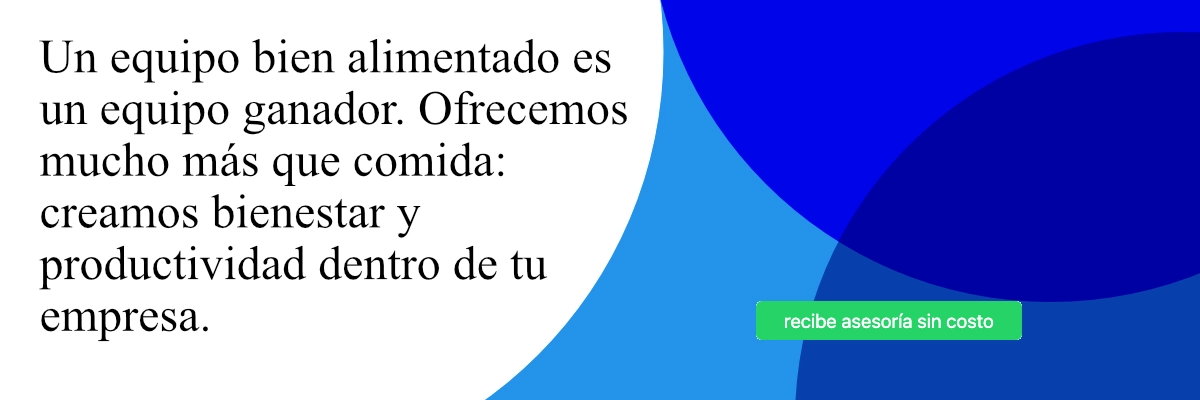 Un equipo bien alimentado es
un equipo ganador. Ofrecemos
mucho más que comida:
creamos bienestar y
productividad dentro de tu
empresa.
recibe asesoría sin costo